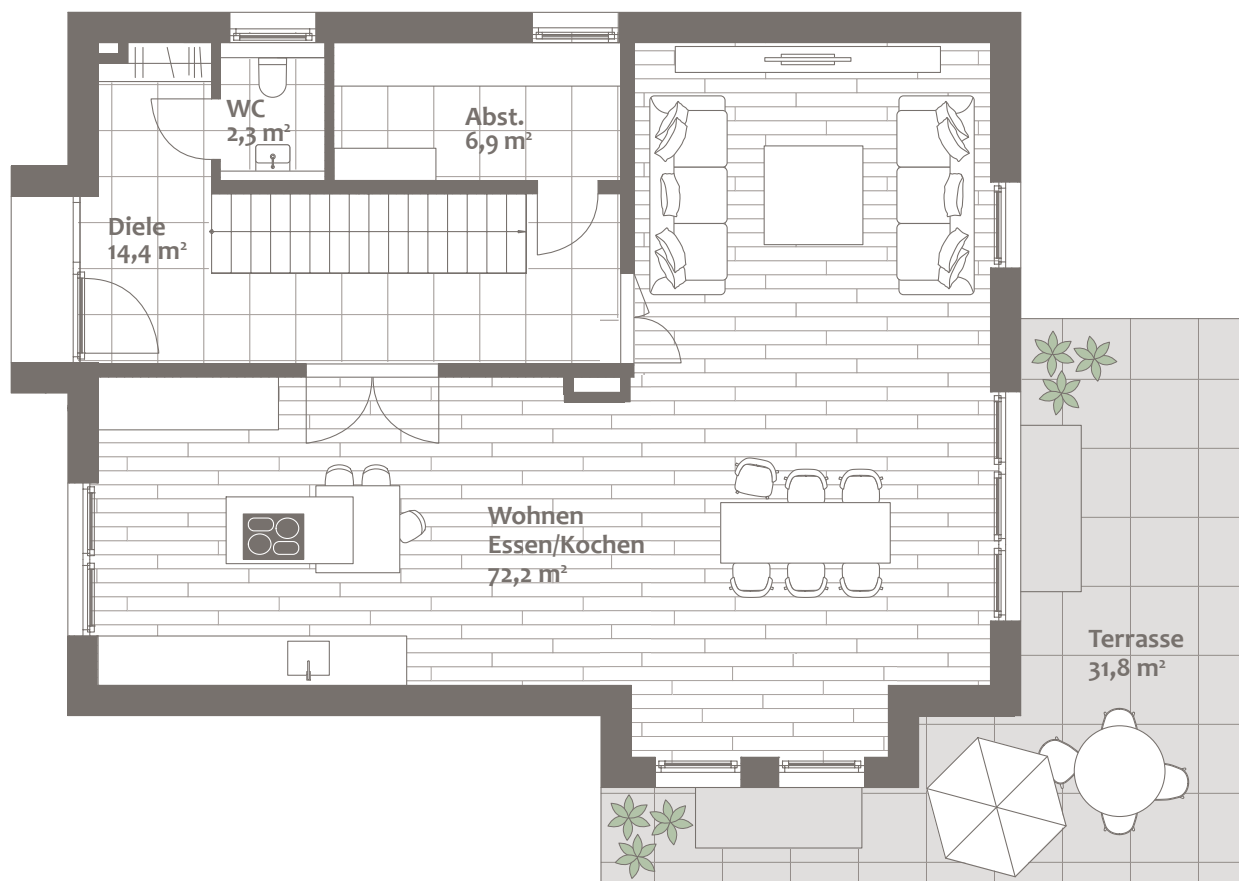 WC
2,3 m²
Abst.
6,9 m²
Diele
14,4 m²
Wohnen
Essen/Kochen
72,2 m²
Terrasse
31,8 m²